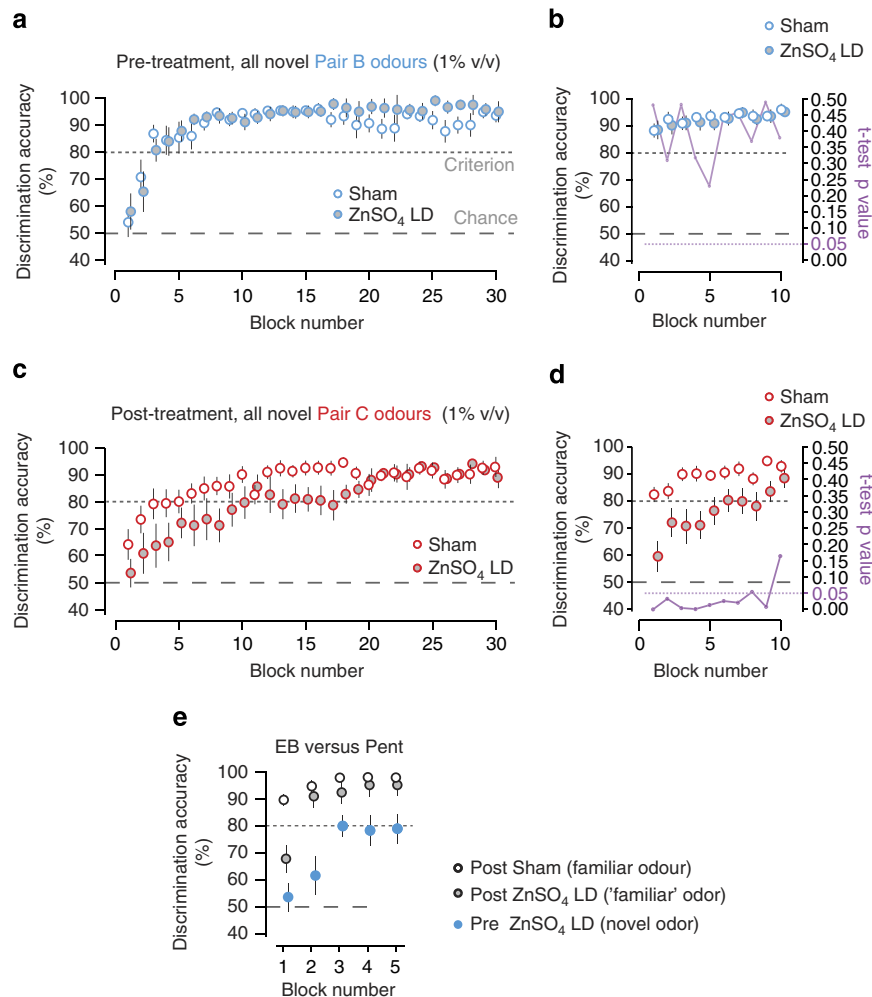 a
Pre-treatment, all novel Pair B odours (1% v/v)
Discrimination accuracy
(%)
100
90
80
70
60
50
40
Criterion
Sham
ZnSO4 LD
Chance
0 5 10 15 20 25 30
Block number
b
Sham
ZnSO4 LD
Discrimination accuracy
(%)
100
90
80
70
60
50
40
0.50
0.45
0.40
0.35
0.30
0.25
0.20
0.15
0.10
0.05
0.00
t-test p value
0 5 10
Block number
c
Post-treatment, all novel Pair C odours (1% v/v)
Discrimination accuracy
(%)
100
90
80
70
60
50
40
Sham
ZnSO4 LD
0 5 10 15 20 25 30
Block number
d
Sham
ZnSO4 LD
Discrimination accuracy
(%)
100
90
80
70
60
50
40
0.50
0.45
0.40
0.35
0.30
0.25
0.20
0.15
0.10
0.05
0.00
t-test p value
0 5 10
Block number
e
EB versus Pent
Discrimination accuracy
(%)
100
90
80
70
60
50
40
1 2 3 4 5
Block number
Post Sham (familiar odour)
Post ZnSO4 LD ('familiar' odor)
Pre ZnSO4 LD (novel odor)